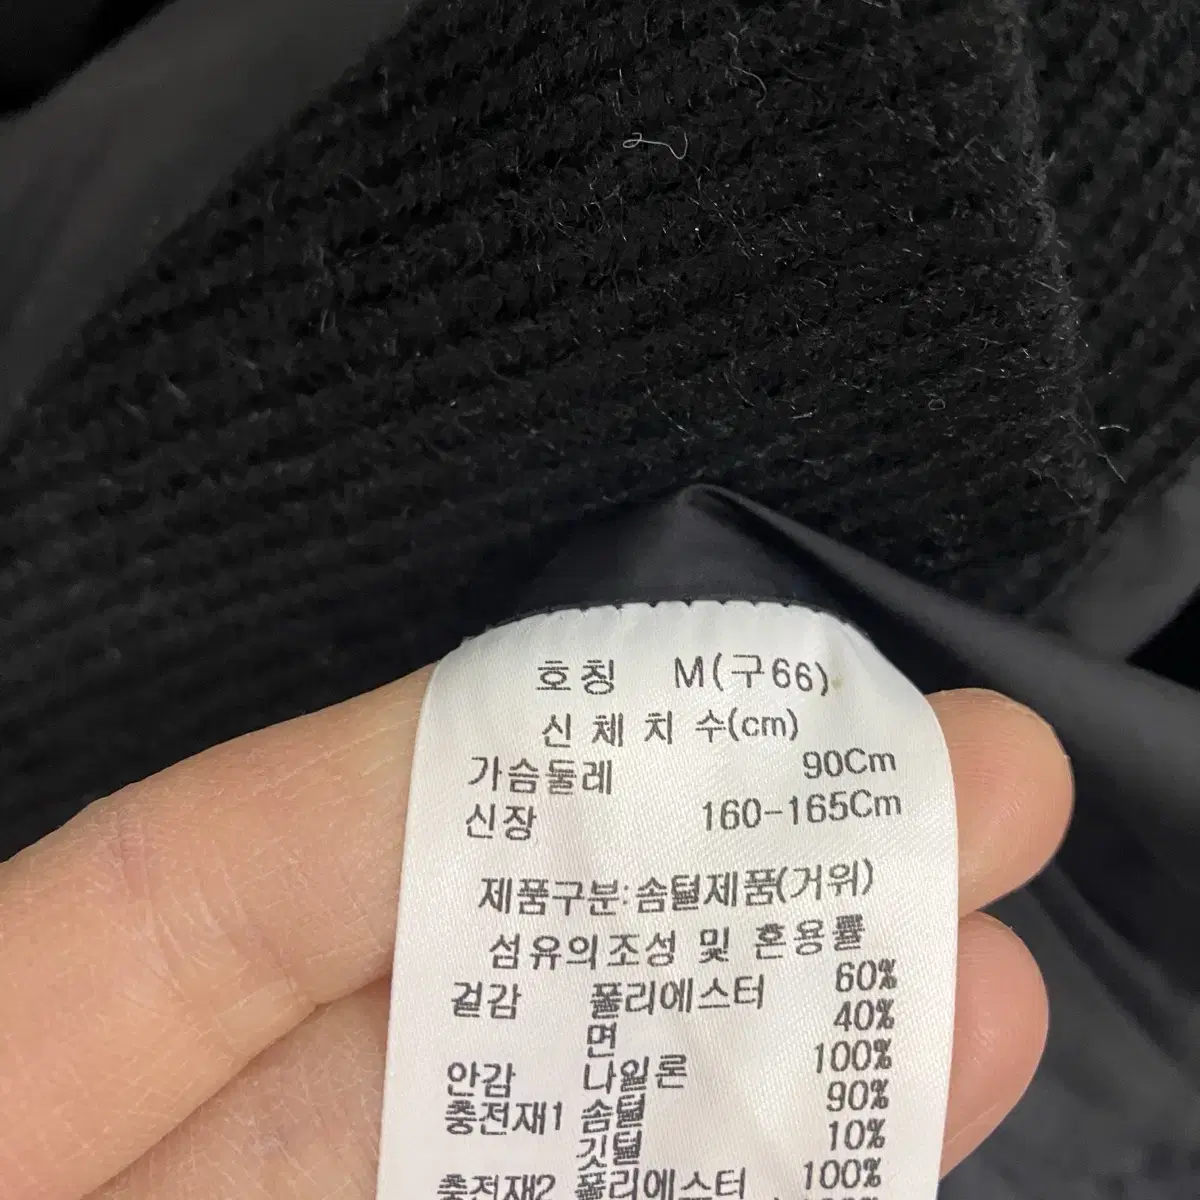 호칭 M(구66)
신체치수(cm)
가슴둘레 90Cm
신장 160-165Cm
제품구분:솜털제품(거위)
섬유의조성 및 혼용률
겉감 폴리에스터 60%
면 40%
안감 나일론 100%
충전재1 솜털 90%
깃털 10%
충전재2 폴리에스터 100%